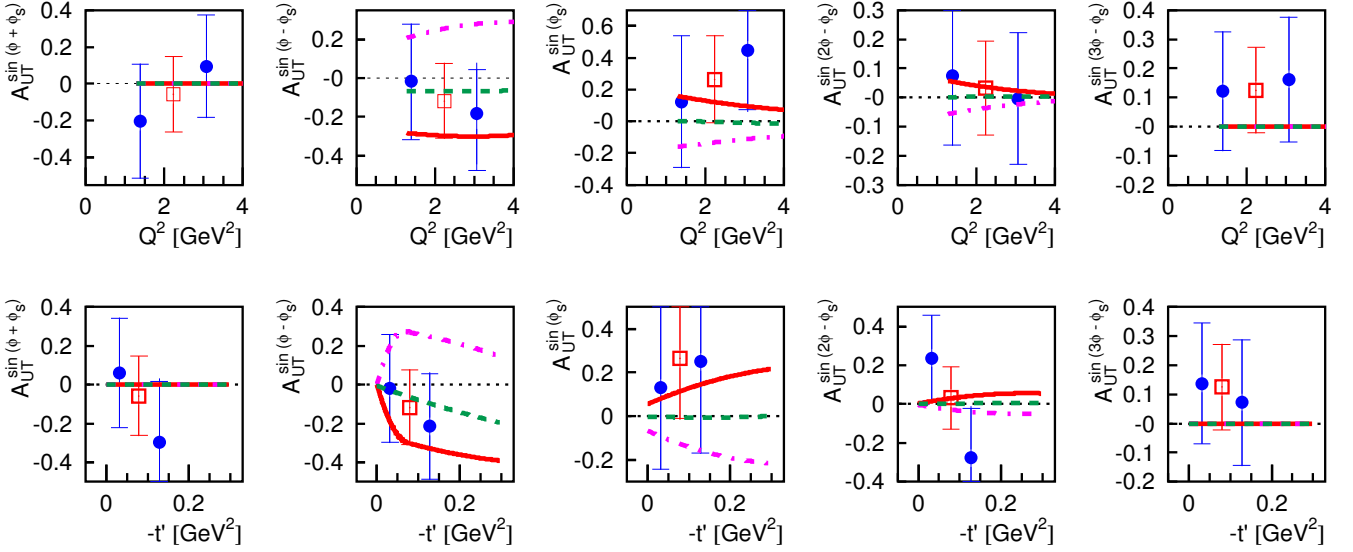 A_UT^sin (ϕ + ϕ_s)
0.4
0.2
0
-0.2
-0.4
0 2 4
Q^2 [GeV^2]
A_UT^sin (ϕ - ϕ_s)
0.2
-0
-0.2
-0.4
0 2 4
Q^2 [GeV^2]
A_UT^sin(ϕ_s)
0.6
0.4
0.2
-0
-0.2
-0.4
0 2 4
Q^2 [GeV^2]
A_UT^sin (2ϕ - ϕ_s)
0.3
0.2
0.1
-0
-0.1
-0.2
-0.3
0 2 4
Q^2 [GeV^2]
A_UT^sin (3ϕ - ϕ_s)
0.4
0.3
0.2
0.1
-0
-0.1
-0.2
0 2 4
Q^2 [GeV^2]
A_UT^sin (ϕ + ϕ_s)
0.4
0.2
0
-0.2
-0.4
0 0.2
-t' [GeV^2]
A_UT^sin (ϕ - ϕ_s)
0.4
0.2
-0
-0.2
-0.4
0 0.2
-t' [GeV^2]
A_UT^sin (ϕ_s)
0.4
0.2
0
-0.2
0 0.2
-t' [GeV^2]
A_UT^sin (2ϕ - ϕ_s)
0.4
0.2
0
-0.2
-0.4
0 0.2
-t' [GeV^2]
A_UT^sin (3ϕ - ϕ_s)
0.4
0.3
0.2
0.1
-0
-0.1
-0.2
0 0.2
-t' [GeV^2]